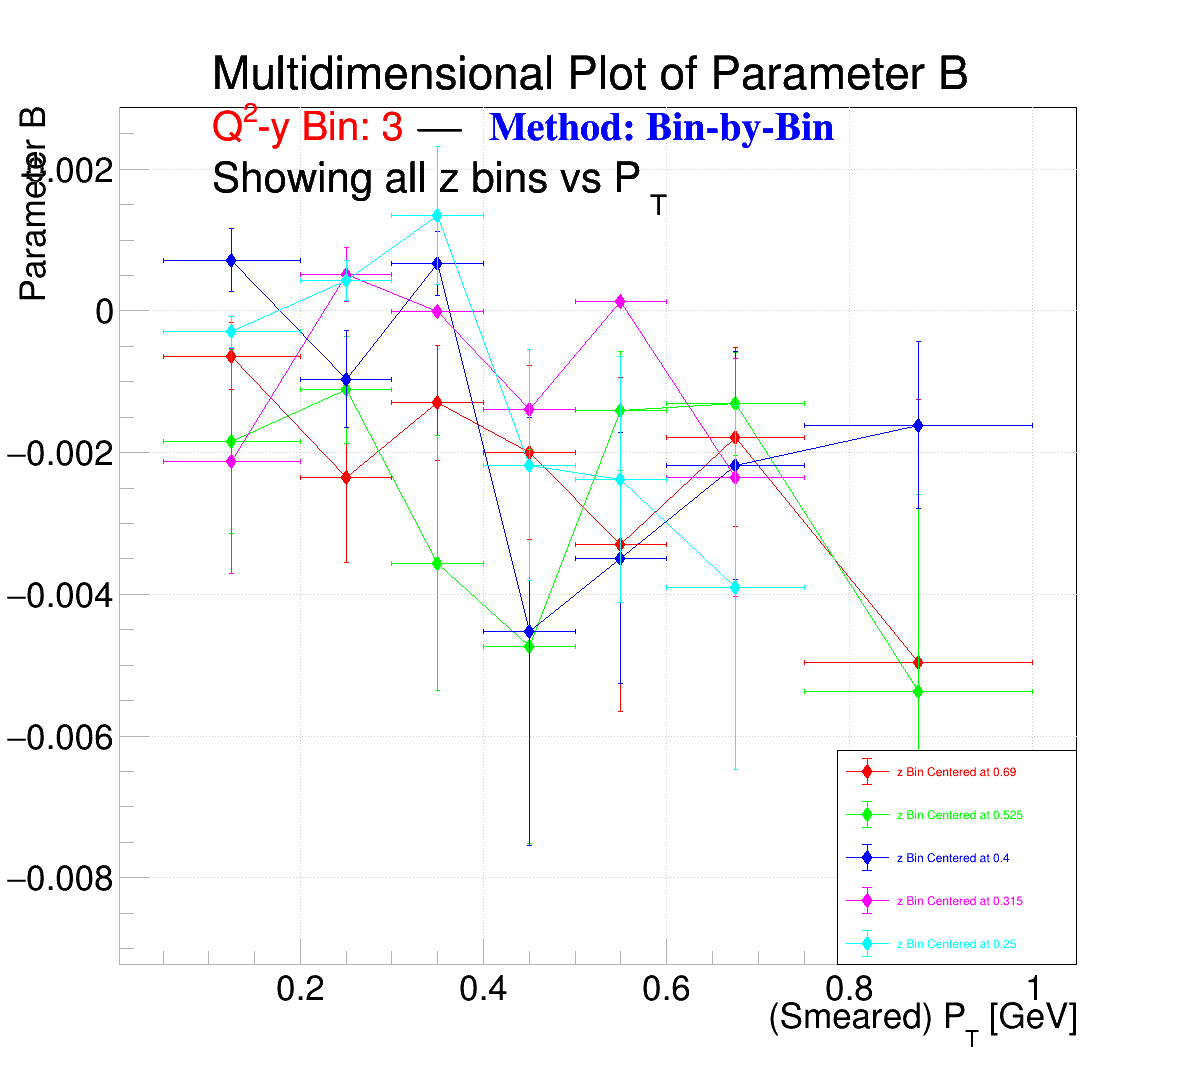 Multidimensional Plot of Parameter B
Q²-y Bin: 3 — Method: Bin-by-Bin
Showing all z bins vs P_T
Parameter B
0.002
0
−0.002
−0.004
−0.006
−0.008
z Bin Centered at 0.69
z Bin Centered at 0.525
z Bin Centered at 0.4
z Bin Centered at 0.315
z Bin Centered at 0.25
0.2 0.4 0.6 0.8 1
(Smeared) P_T [GeV]